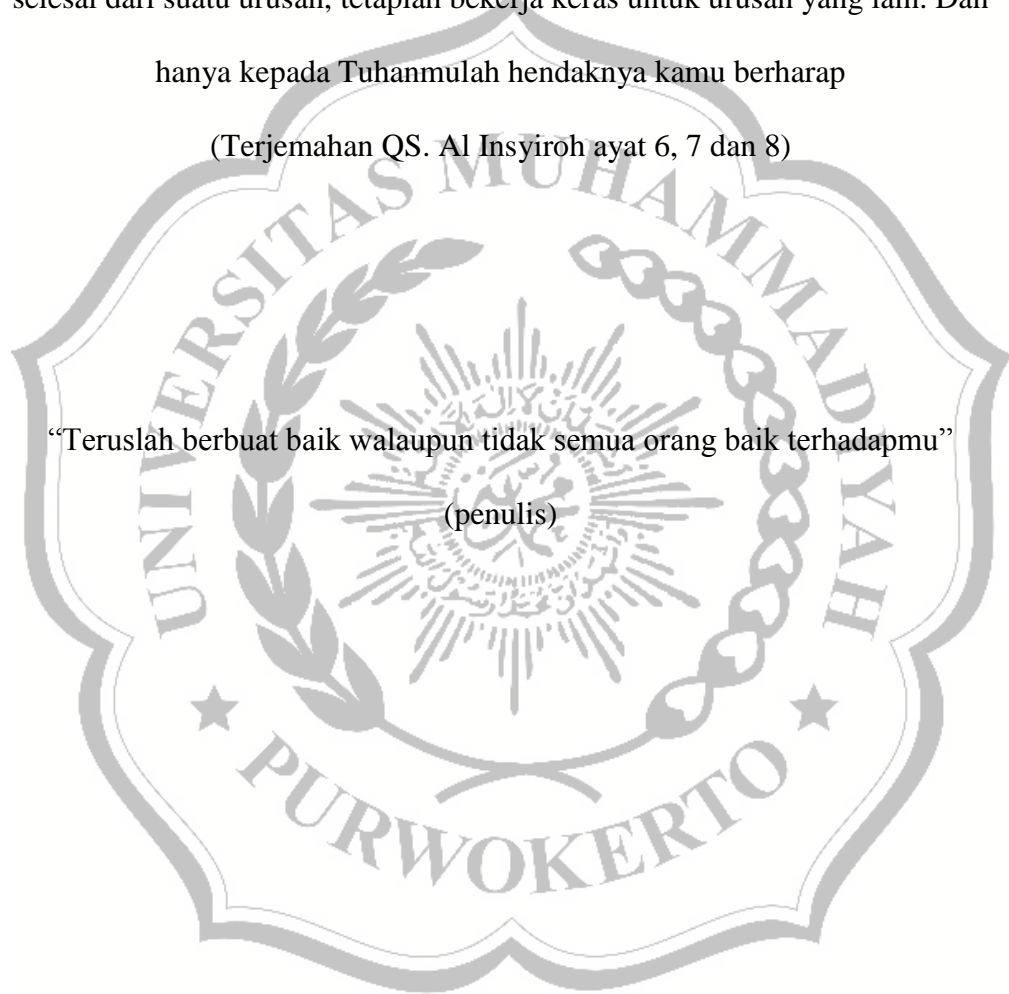 selesai dari suatu urusan, tetaplah bekerja keras untuk urusan yang lain. Dan
hanya kepada Tuhanmulah hendaknya kamu berharap
(Terjemahan QS. Al Insyiroh ayat 6, 7 dan 8)
UNIVERSITAS MUHAMMADIYAH
“Teruslah berbuat baik walaupun tidak semua orang baik terhadapmu”
(penulis)
PURWOKERTO